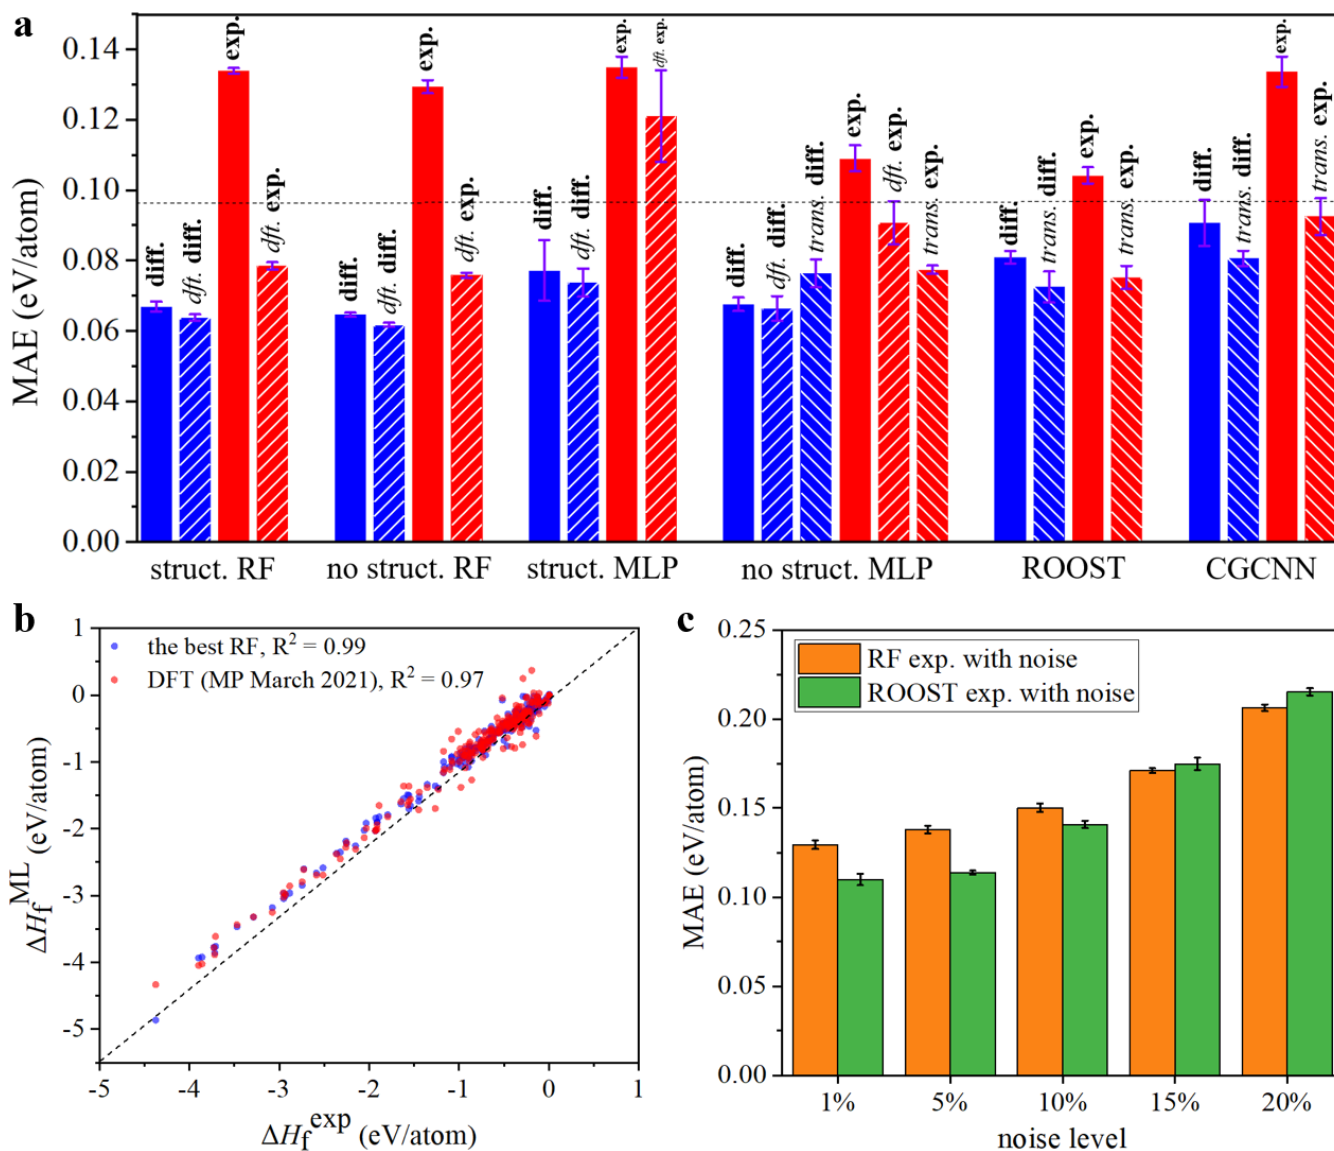 a
MAE (eV/atom)
0.14
0.12
0.10
0.08
0.06
0.04
0.02
0.00
diff.
dft. diff.
exp.
dft. exp.
diff.
dft. diff.
exp.
dft. exp.
diff.
dft. diff.
exp.
dft. exp.
diff.
dft. diff.
trans. diff.
exp.
dft. exp.
trans. exp.
diff.
trans. diff.
exp.
trans. exp.
diff.
trans. diff.
exp.
trans. exp.
struct. RF
no struct. RF
struct. MLP
no struct. MLP
ROOST
CGCNN
b
the best RF, R² = 0.99
DFT (MP March 2021), R² = 0.97
ΔHf^ML (eV/atom)
1
0
-1
-2
-3
-4
-5
-5 -4 -3 -2 -1 0 1
ΔHf^exp (eV/atom)
c
RF exp. with noise
ROOST exp. with noise
MAE (eV/atom)
0.25
0.20
0.15
0.10
0.05
0.00
1% 5% 10% 15% 20%
noise level